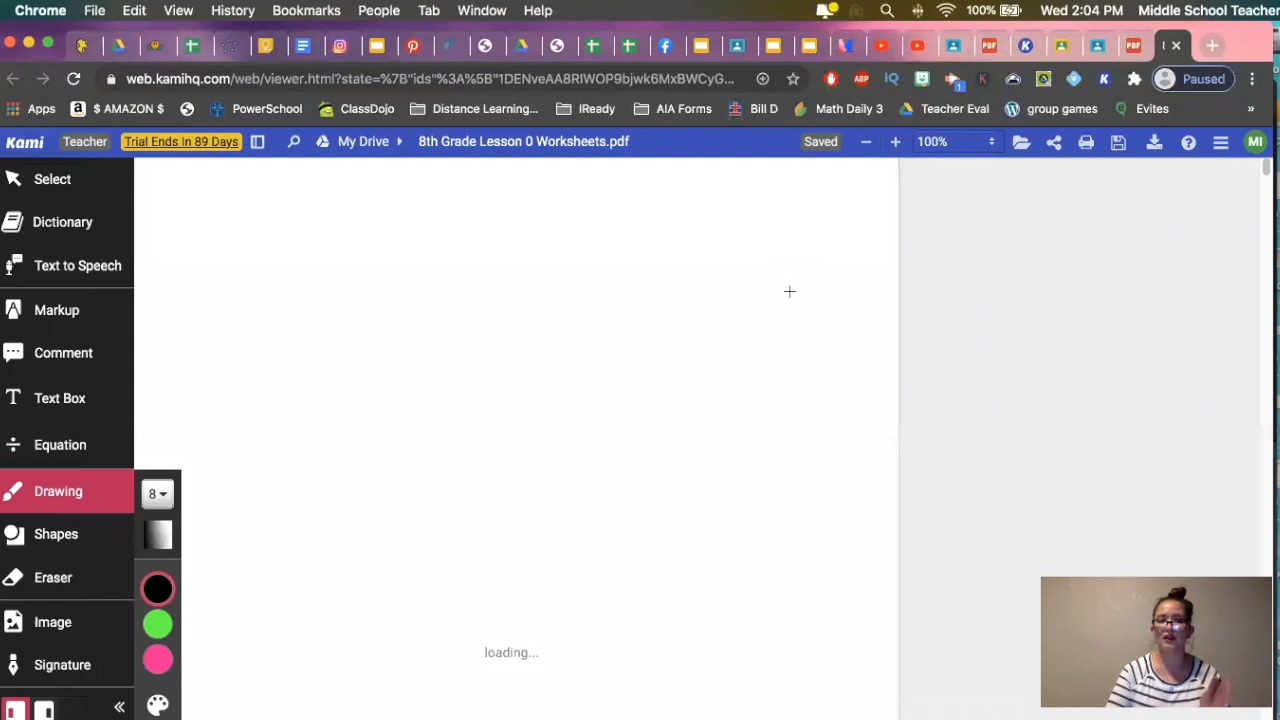 Chrome File Edit View History Bookmarks People Tab Window Help 100% Wed 2:04 PM Middle School Teacher
web.kamihq.com/web/viewer.html?state=%7B"ids"%3A%5B"1DENveAA8RIWOP9bjwk6MxBWCyG... Paused
Apps $ AMAZON $ PowerSchool ClassDojo Distance Learning... IReady AIA Forms Bill D Math Daily 3 Teacher Eval group games Evites »
Kami Teacher Trial Ends In 89 Days My Drive 8th Grade Lesson 0 Worksheets.pdf Saved 100% MI
Select
Dictionary
Text to Speech
Markup
Comment
Text Box
Equation
Drawing
8
Shapes
Eraser
Image
loading...
Signature